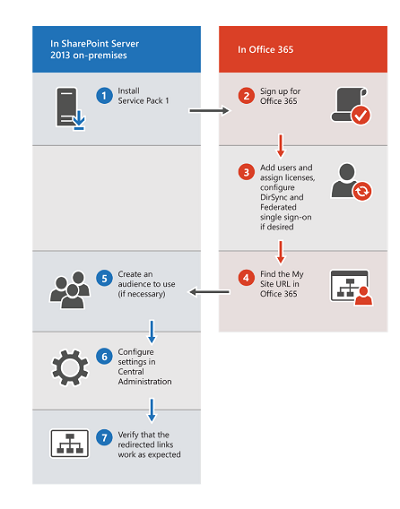 In SharePoint Server
2013 on-premises
In Office 365
1
Install
Service Pack 1
2
Sign up for
Office 365
3
Add users and
assign licenses,
configure
DirSync and
Federated
single sign-on
if desired
4
Find the My
Site URL in
Office 365
5
Create an
audience to use
(if necessary)
6
Configure
settings in
Central
Administration
7
Verify that the
redirected links
work as expected